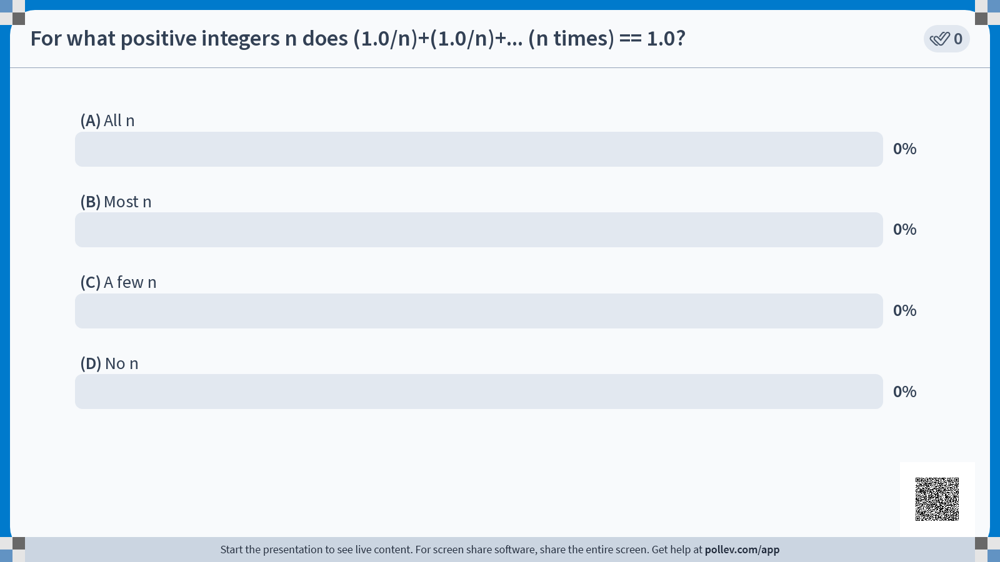 For what positive integers n does (1.0/n)+(1.0/n)+... (n times) == 1.0?
0
(A) All n
0%
(B) Most n
0%
(C) A few n
0%
(D) No n
0%
Start the presentation to see live content. For screen share software, share the entire screen. Get help at pollev.com/app